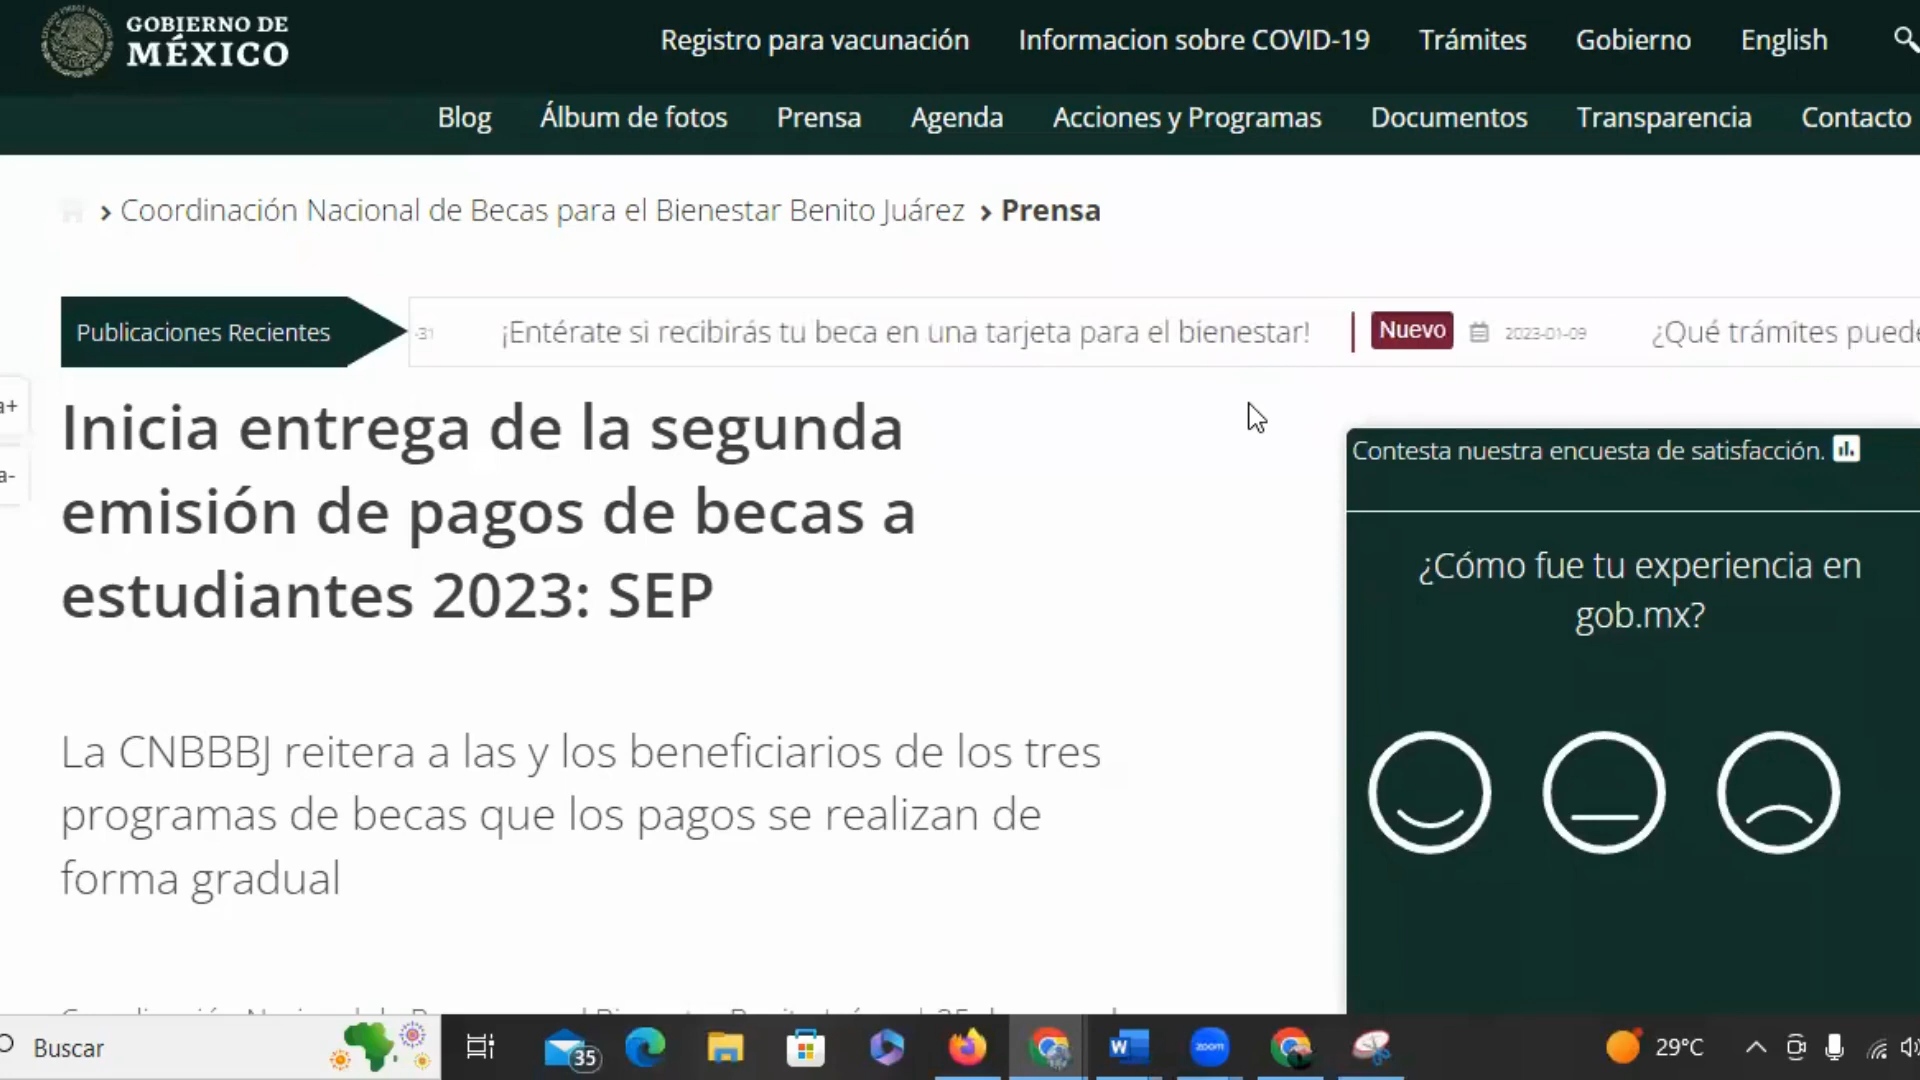 GOBIERNO DE
MÉXICO
Registro para vacunación Informacion sobre COVID-19 Trámites Gobierno English
Blog Álbum de fotos Prensa Agenda Acciones y Programas Documentos Transparencia Contacto
> Coordinación Nacional de Becas para el Bienestar Benito Juárez > Prensa
Publicaciones Recientes -31 ¡Entérate si recibirás tu beca en una tarjeta para el bienestar! Nuevo 2023-01-09 ¿Qué trámites puede
a+
a-
Inicia entrega de la segunda
emisión de pagos de becas a
estudiantes 2023: SEP
La CNBBBJ reitera a las y los beneficiarios de los tres
programas de becas que los pagos se realizan de
forma gradual
Contesta nuestra encuesta de satisfacción.
¿Cómo fue tu experiencia en
gob.mx?
Buscar 35 W zoom 29°C